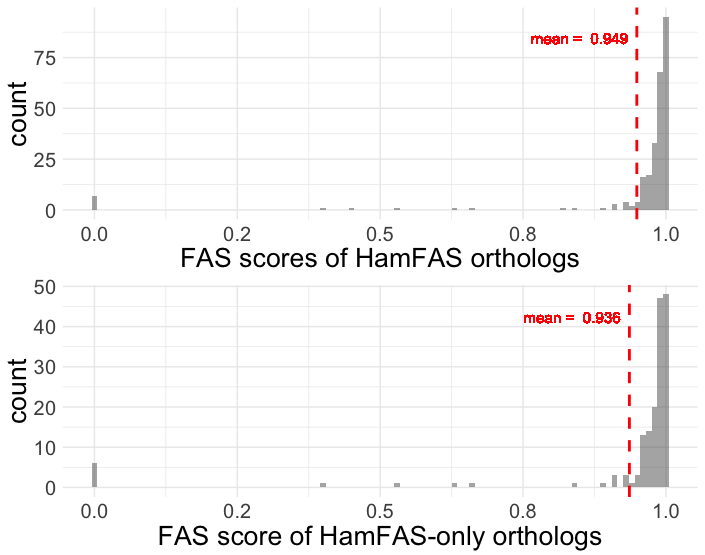 mean = 0.949
75
50
25
0
count
0.0 0.2 0.5 0.8 1.0
FAS scores of HamFAS orthologs
mean = 0.936
50
40
30
20
10
0
count
0.0 0.2 0.5 0.8 1.0
FAS score of HamFAS-only orthologs